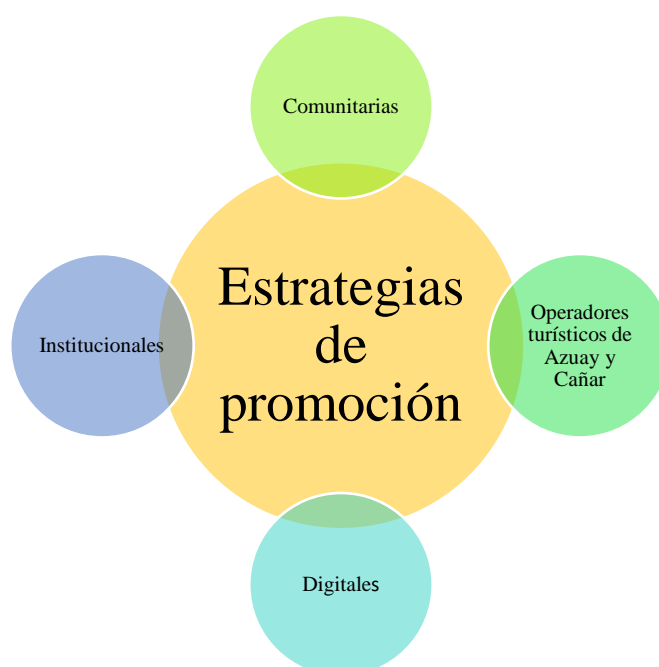 Comunitarias
Estrategias
de
promoción
Institucionales
Operadores
turísticos de
Azuay y
Cañar
Digitales